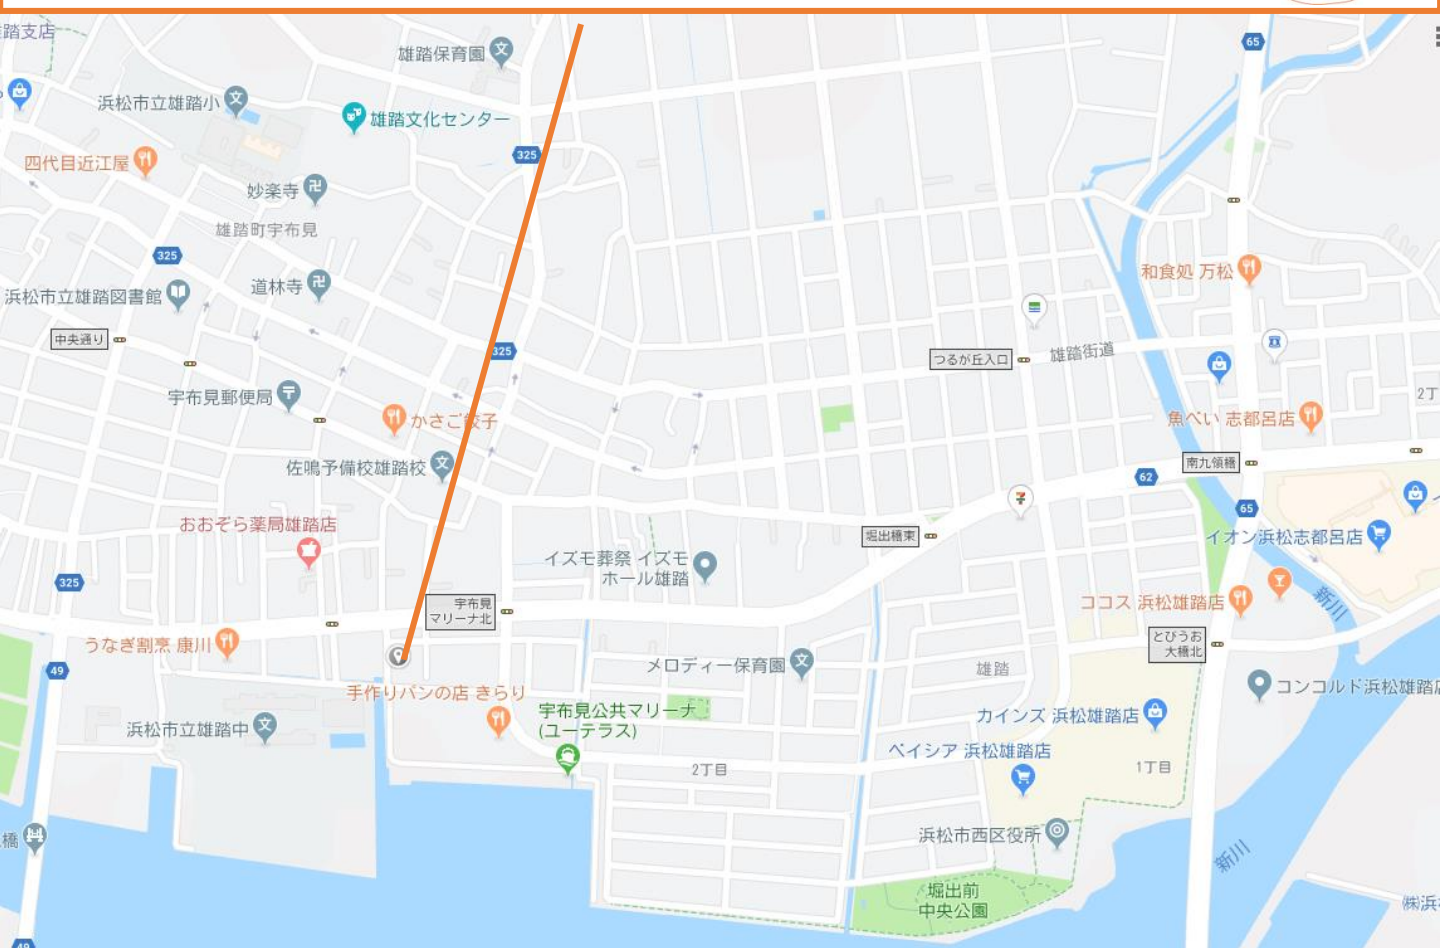 踏支店
雄踏保育園
65
浜松市立雄踏小
雄踏文化センター
325
四代目近江屋
妙楽寺
雄踏町宇布見
325
和食処 万松
道林寺
浜松市立雄踏図書館
中央通り
325
つるが丘入口
雄踏街道
宇布見郵便局
2丁
かさご餃子
魚べい 志都呂店
佐鳴予備校雄踏校
南九領橋
62
65
おおぞら薬局雄踏店
堀出橋東
イオン浜松志都呂店
イズモ葬祭 イズモ
ホール雄踏
325
新川
ココス 浜松雄踏店
宇布見
マリーナ北
とびうお
大橋北
うなぎ割烹 康川
メロディー保育園
雄踏
49
コンコルド浜松雄踏店
手作りパンの店 きらり
宇布見公共マリーナ
(ユーテラス)
カインズ 浜松雄踏店
浜松市立雄踏中
ベイシア 浜松雄踏店
2丁目
1丁目
橋
浜松市西区役所
新川
堀出前
中央公園
㈱浜
49